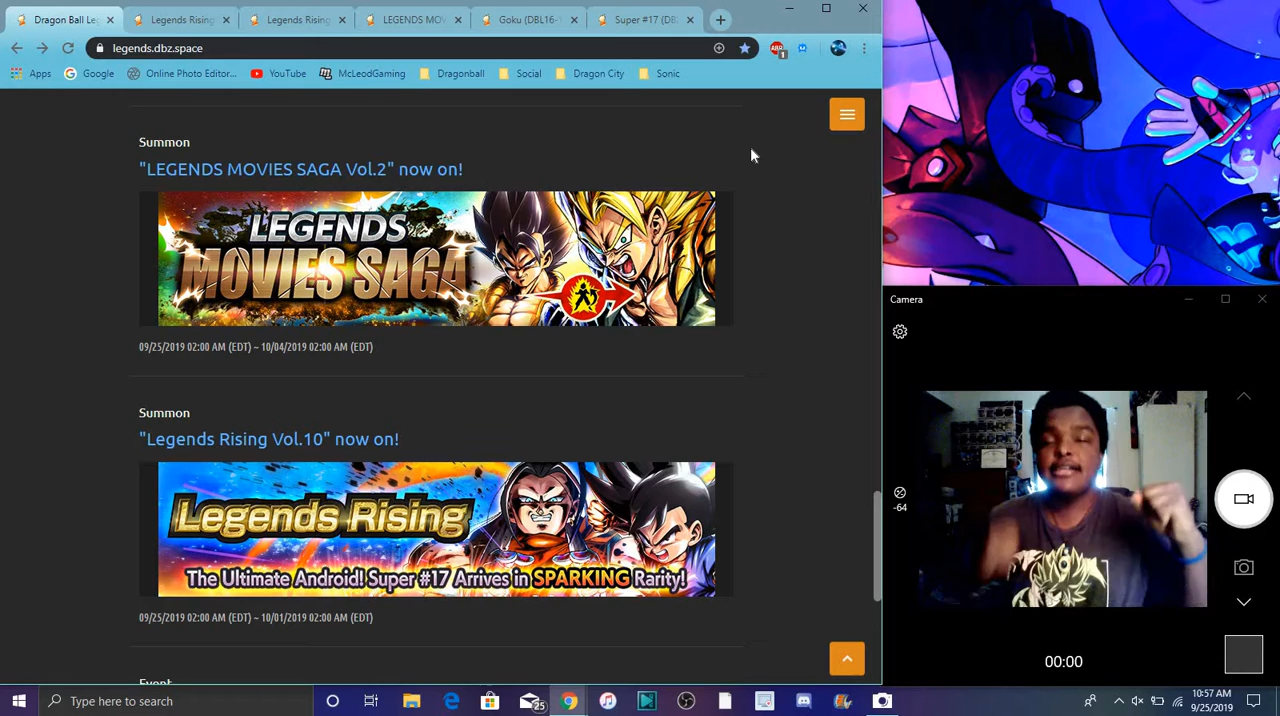 Dragon Ball Le
Legends Rising
Legends Rising
LEGENDS MOV
Goku (DBL16-
Super #17 (DB
legends.dbz.space
Apps
Google
Online Photo Editor...
YouTube
McLeodGaming
Dragonball
Social
Dragon City
Sonic
Summon
"LEGENDS MOVIES SAGA Vol.2" now on!
LEGENDS
MOVIES SAGA
09/25/2019 02:00 AM (EDT) ~ 10/04/2019 02:00 AM (EDT)
Summon
"Legends Rising Vol.10" now on!
Legends Rising
The Ultimate Android! Super #17 Arrives in SPARKING Rarity!
09/25/2019 02:00 AM (EDT) ~ 10/01/2019 02:00 AM (EDT)
Event
Camera
-64
00:00
Type here to search
25
10:57 AM
9/25/2019